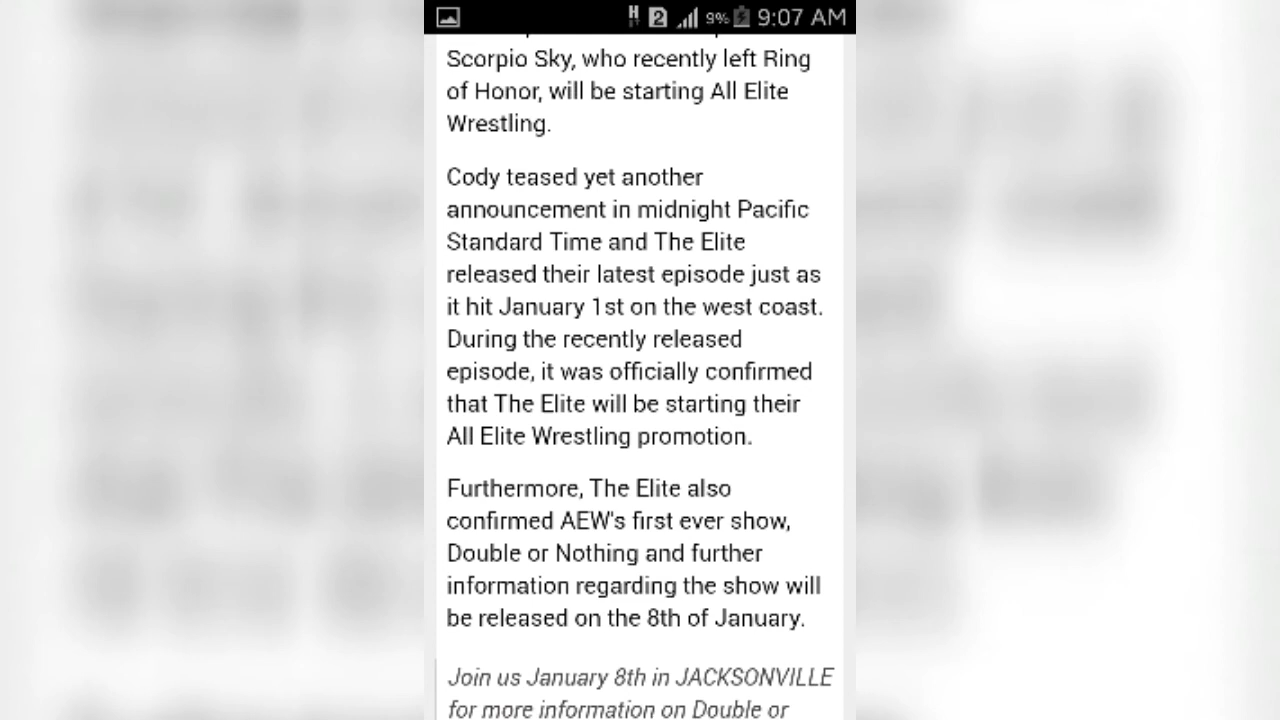 9% 9:07 AM
Scorpio Sky, who recently left Ring
of Honor, will be starting All Elite
Wrestling.
Cody teased yet another
announcement in midnight Pacific
Standard Time and The Elite
released their latest episode just as
it hit January 1st on the west coast.
During the recently released
episode, it was officially confirmed
that The Elite will be starting their
All Elite Wrestling promotion.
Furthermore, The Elite also
confirmed AEW's first ever show,
Double or Nothing and further
information regarding the show will
be released on the 8th of January.
Join us January 8th in JACKSONVILLE
for more information on Double or